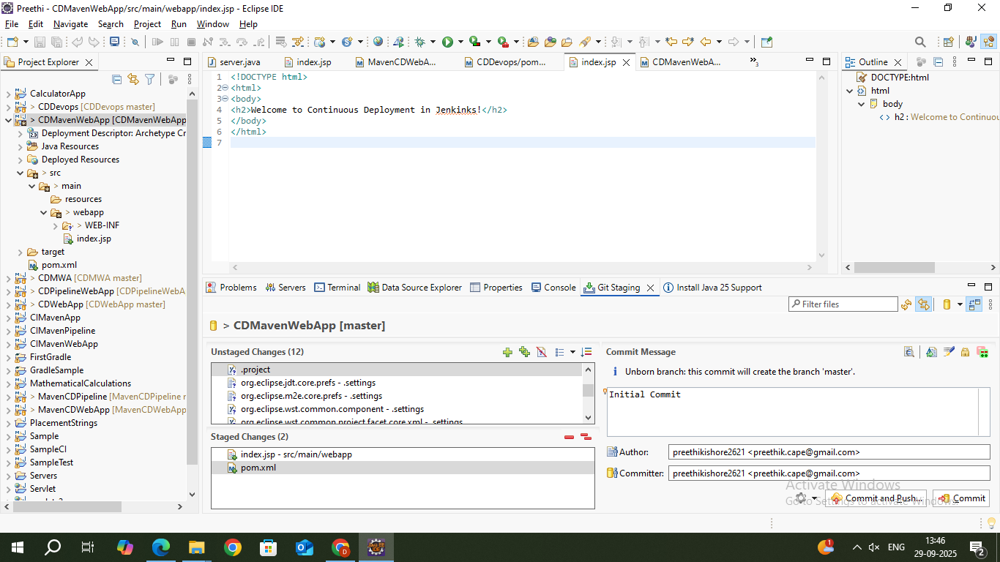 Preethi - CDMavenWebApp/src/main/webapp/index.jsp - Eclipse IDE
File Edit Navigate Search Project Run Window Help
Project Explorer
CalculatorApp
> CDDevops [CDDevops master]
> CDMavenWebApp [CDMavenWebApp
Deployment Descriptor: Archetype Cr
Java Resources
Deployed Resources
> src
> main
resources
> webapp
> WEB-INF
index.jsp
target
pom.xml
> CDMWA [CDMWA master]
> CDPipelineWebApp [CDPipelineWebA
> CDWebApp [CDWebApp master]
CIMavenApp
CIMavenPipeline
CIMavenWebApp
FirstGradle
GradleSample
MathematicalCalculations
> MavenCDPipeline [MavenCDPipeline r
> MavenCDWebApp [MavenCDWebApp
PlacementStrings
Sample
SampleCI
SampleTest
Servers
Servlet
server.java index.jsp MavenCDWebA... CDDevops/pom... index.jsp CDMavenWebA... »3
1 <!DOCTYPE html>
2 <html>
3 <body>
4 <h2>Welcome to Continuous Deployment in Jenkinks!</h2>
5 </body>
6 </html>
7
Outline
DOCTYPE:html
html
body
h2 : Welcome to Continuou
Problems Servers Terminal Data Source Explorer Properties Console Git Staging Install Java 25 Support
Filter files
> CDMavenWebApp [master]
Unstaged Changes (12)
.project
org.eclipse.jdt.core.prefs - .settings
org.eclipse.m2e.core.prefs - .settings
org.eclipse.wst.common.component - .settings
org.eclipse.wst.common.project.facet.core.xml - .settings
Staged Changes (2)
index.jsp - src/main/webapp
pom.xml
Commit Message
Unborn branch: this commit will create the branch 'master'.
Initial Commit
Author: preethikishore2621 <preethik.cape@gmail.com>
Committer: preethikishore2621 <preethik.cape@gmail.com>
Activate Windows
Go to Settings to activate Windows.
Commit and Push... Commit
1
ENG
13:46
29-09-2025
2